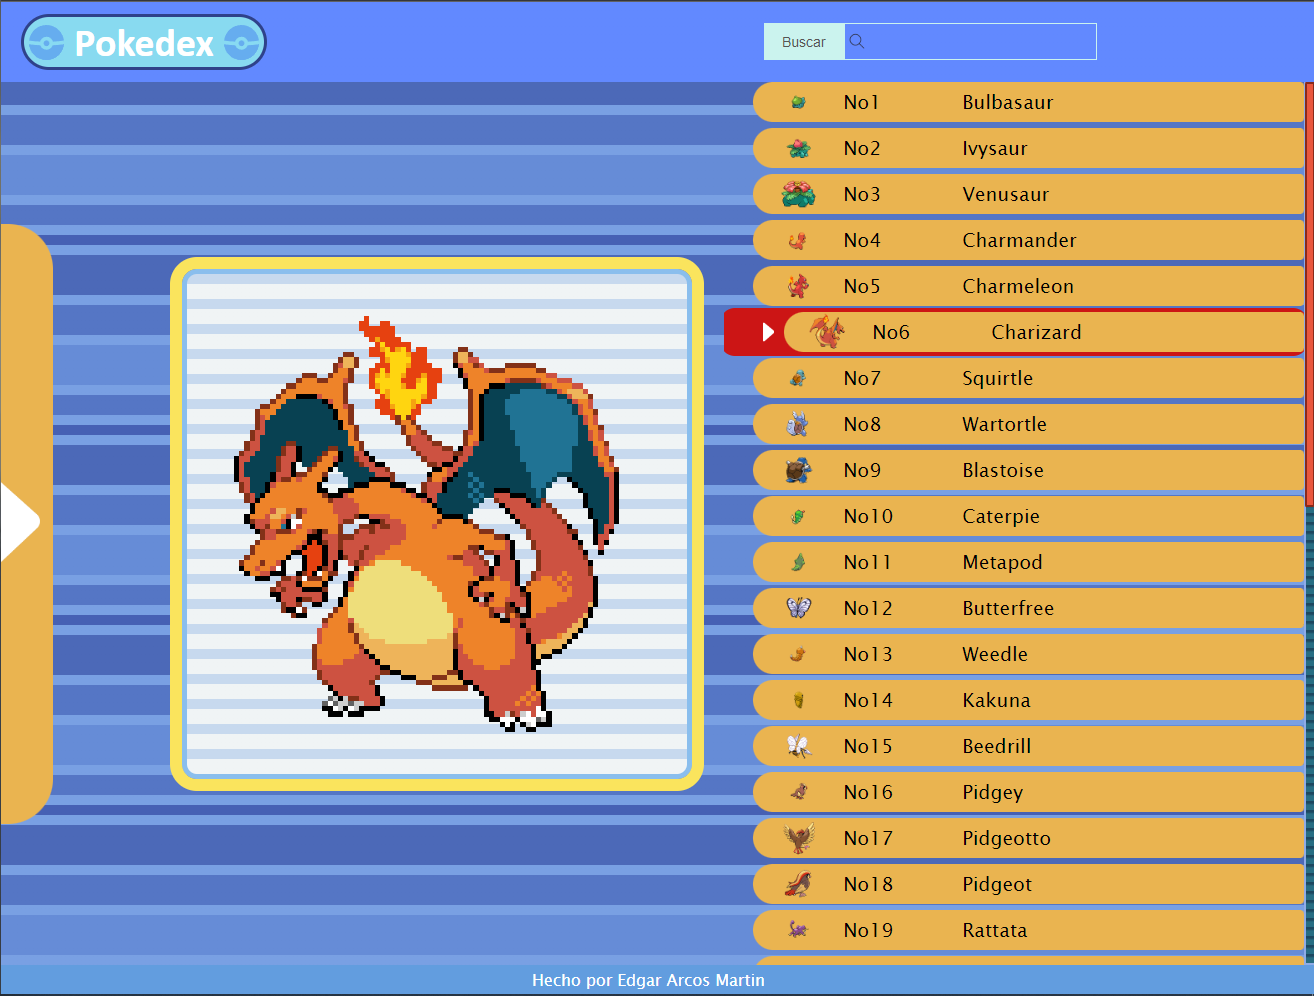 Pokedex
Buscar
No1 Bulbasaur
No2 Ivysaur
No3 Venusaur
No4 Charmander
No5 Charmeleon
No6 Charizard
No7 Squirtle
No8 Wartortle
No9 Blastoise
No10 Caterpie
No11 Metapod
No12 Butterfree
No13 Weedle
No14 Kakuna
No15 Beedrill
No16 Pidgey
No17 Pidgeotto
No18 Pidgeot
No19 Rattata
Hecho por Edgar Arcos Martin